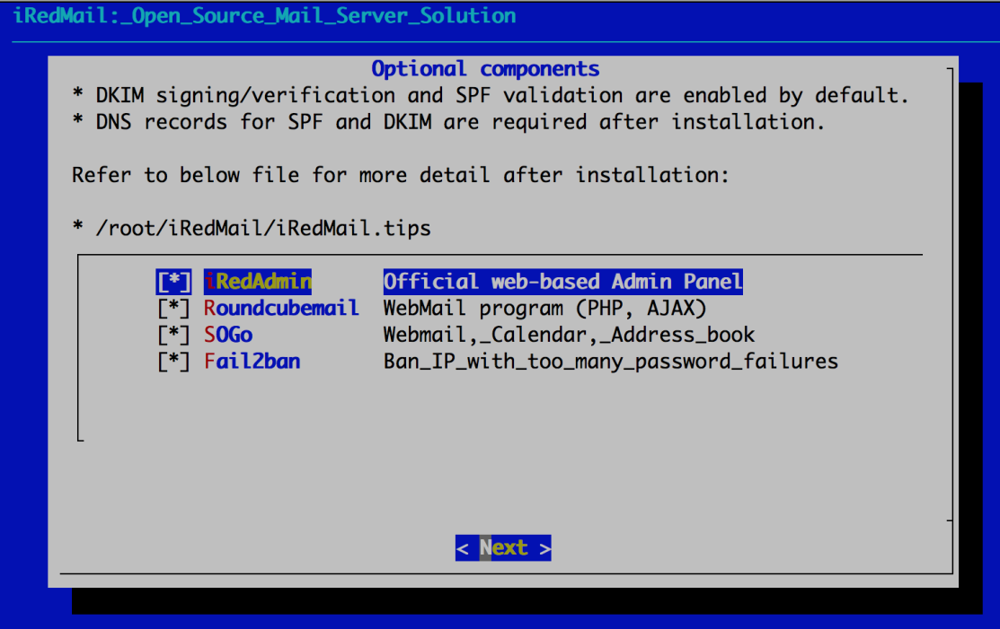 iRedMail:_Open_Source_Mail_Server_Solution
Optional components
* DKIM signing/verification and SPF validation are enabled by default.
* DNS records for SPF and DKIM are required after installation.
Refer to below file for more detail after installation:
* /root/iRedMail/iRedMail.tips
[*] iRedAdmin Official web-based Admin Panel
[*] Roundcubemail WebMail program (PHP, AJAX)
[*] SOGo Webmail,_Calendar,_Address_book
[*] Fail2ban Ban_IP_with_too_many_password_failures
< Next >